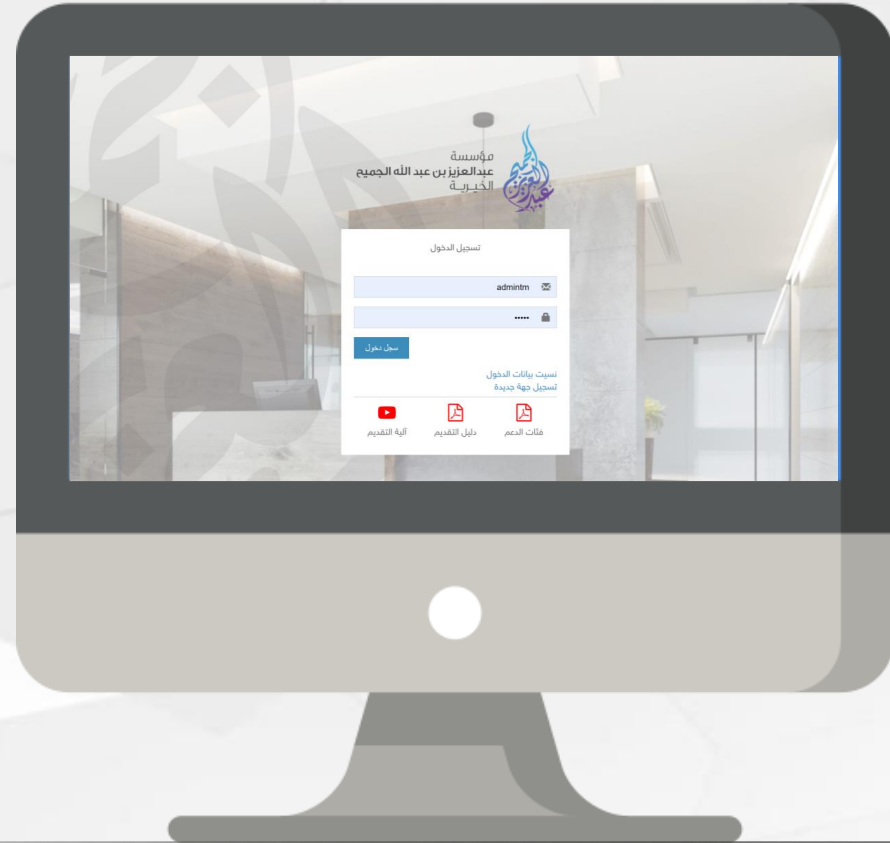 مؤسسة
عبدالعزيز بن عبد الله الجميح
الخيرية
تسجيل الدخول
admintm
سجل دخول
نسيت بيانات الدخول
تسجيل جهة جديدة
فئات الدعم
دليل التقديم
آلية التقديم